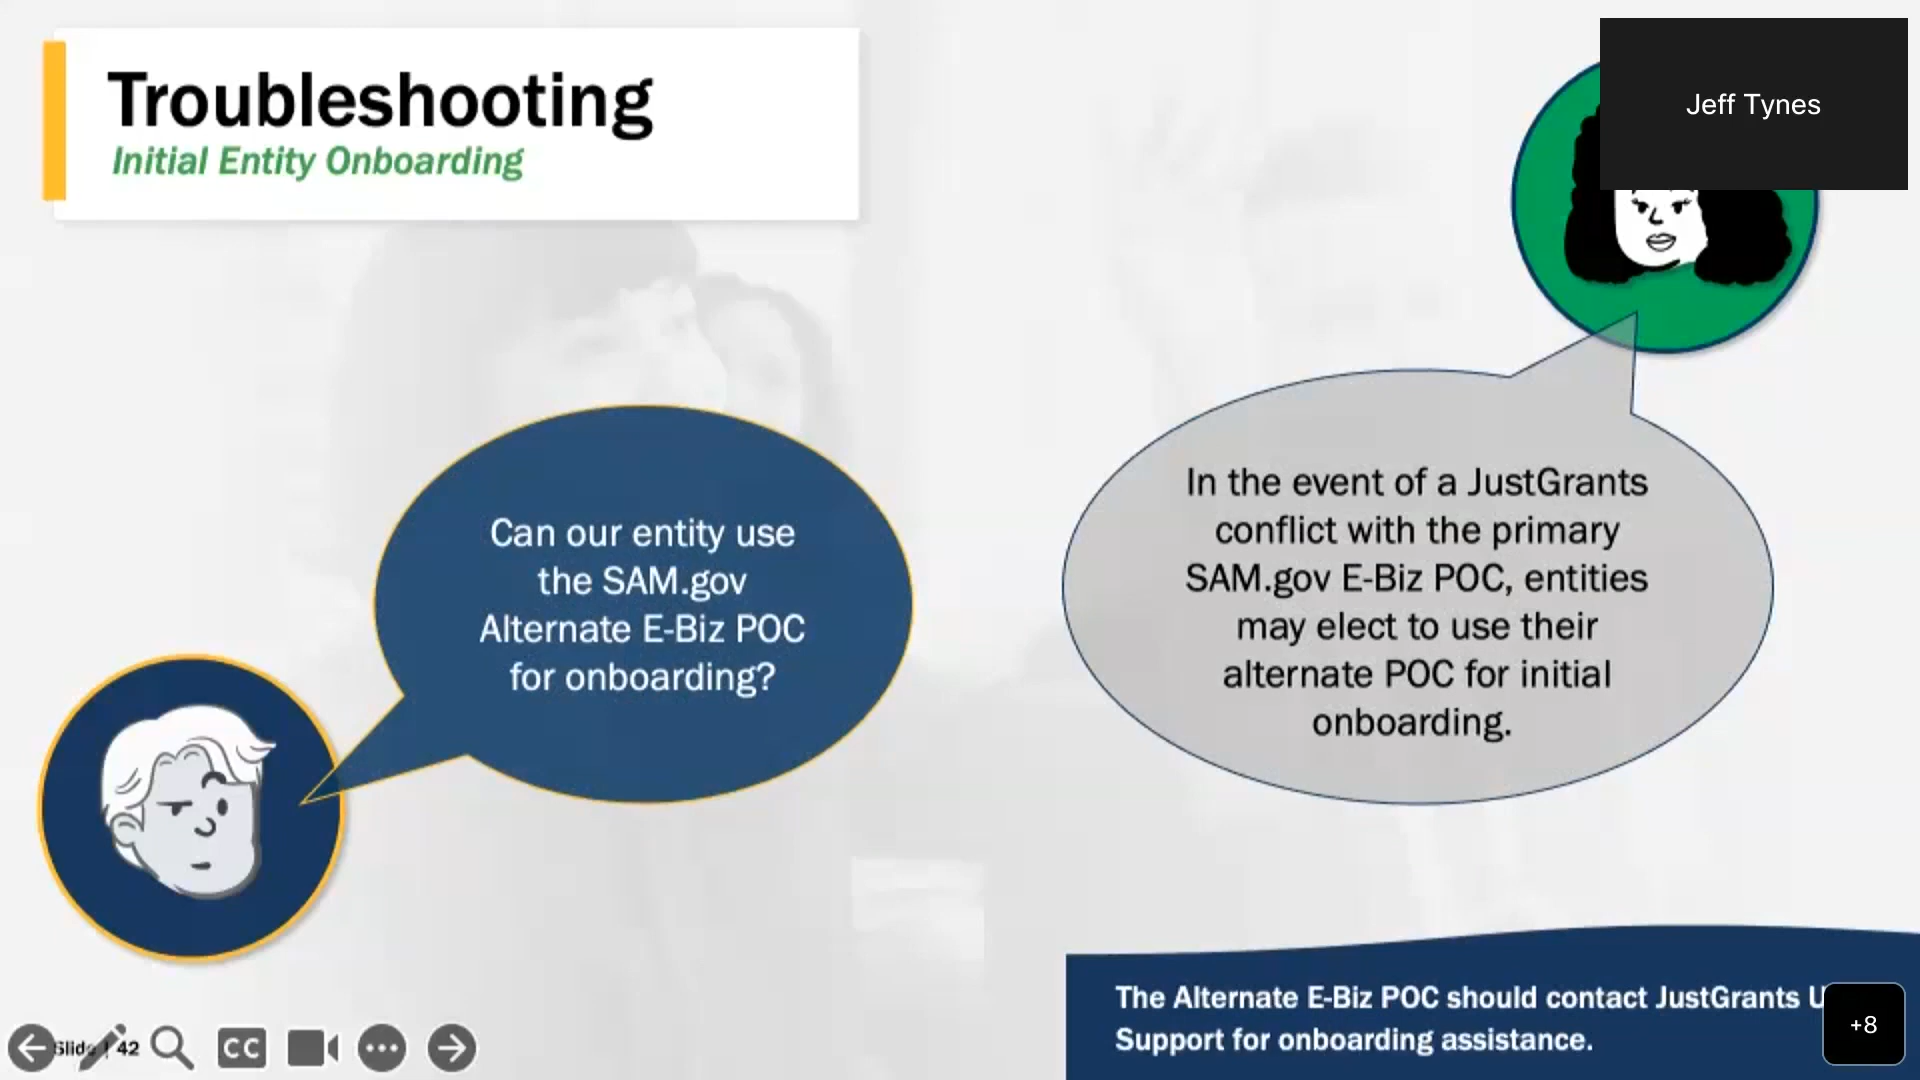 Troubleshooting
Initial Entity Onboarding
Jeff Tynes
Can our entity use
the SAM.gov
Alternate E-Biz POC
for onboarding?
In the event of a JustGrants
conflict with the primary
SAM.gov E-Biz POC, entities
may elect to use their
alternate POC for initial
onboarding.
The Alternate E-Biz POC should contact JustGrants
Support for onboarding assistance.
+8
Slide | 42
CC